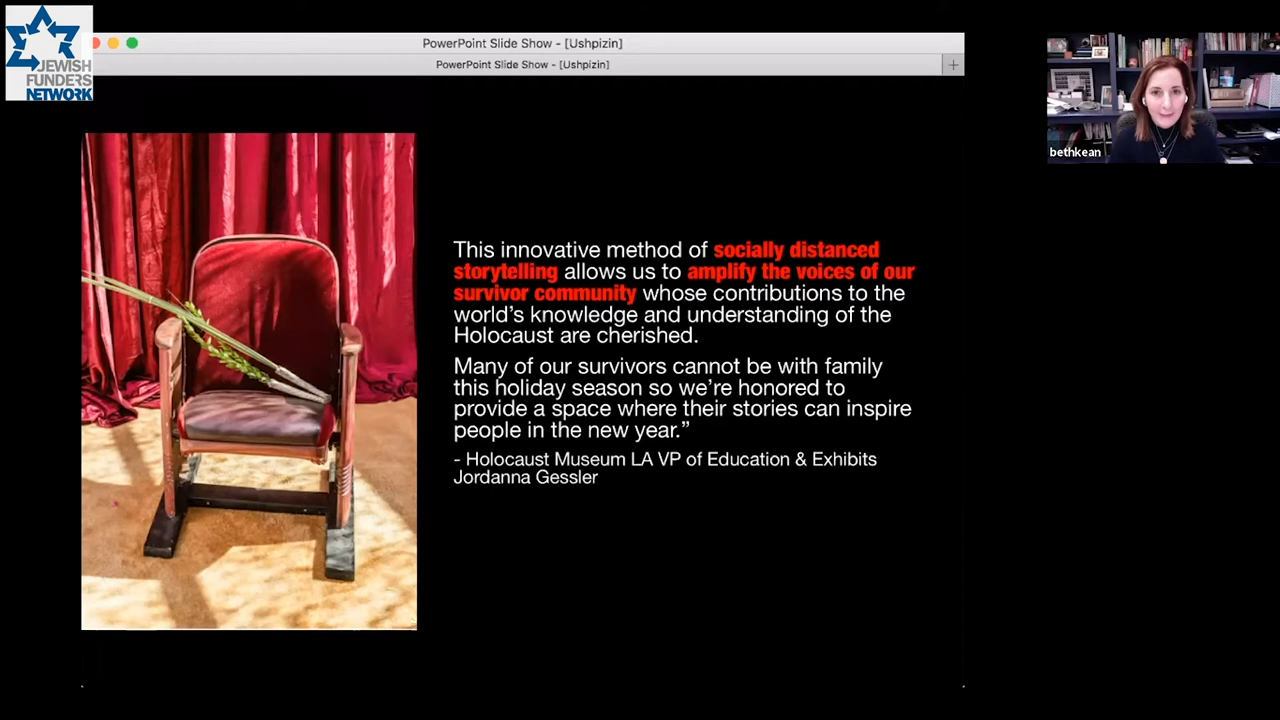 JEWISH
FUNDERS
NETWORK
PowerPoint Slide Show - [Ushpizin]
PowerPoint Slide Show - [Ushpizin]
bethkean
This innovative method of socially distanced
storytelling allows us to amplify the voices of our
survivor community whose contributions to the
world's knowledge and understanding of the
Holocaust are cherished.
Many of our survivors cannot be with family
this holiday season so we're honored to
provide a space where their stories can inspire
people in the new year.”
- Holocaust Museum LA VP of Education & Exhibits
Jordanna Gessler